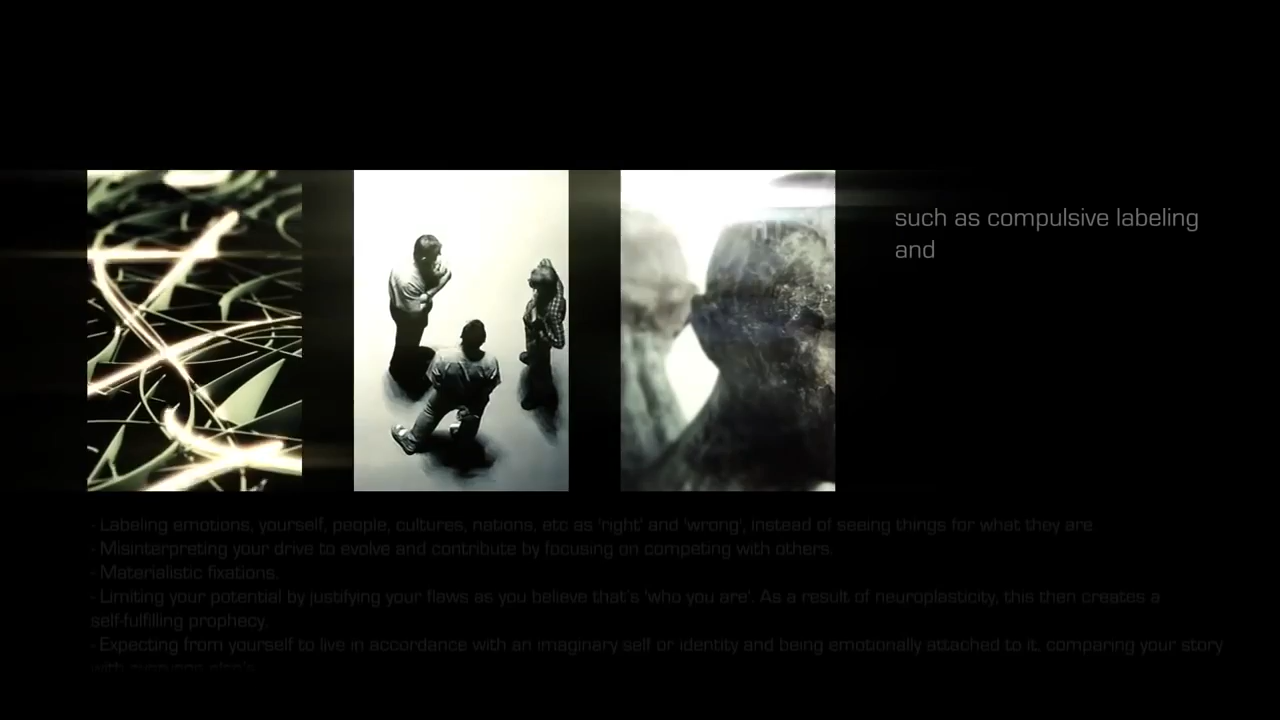 such as compulsive labeling
and
- Labeling emotions, yourself, people, cultures, nations, etc as 'right' and 'wrong', instead of seeing things for what they are
- Misinterpreting your drive to evolve and contribute by focusing on competing with others.
- Materialistic fixations.
- Limiting your potential by justifying your flaws as you believe that's 'who you are'. As a result of neuroplasticity, this then creates a
self-fulfilling prophecy.
- Expecting from yourself to live in accordance with an imaginary self or identity and being emotionally attached to it, comparing your story
with everyone else's